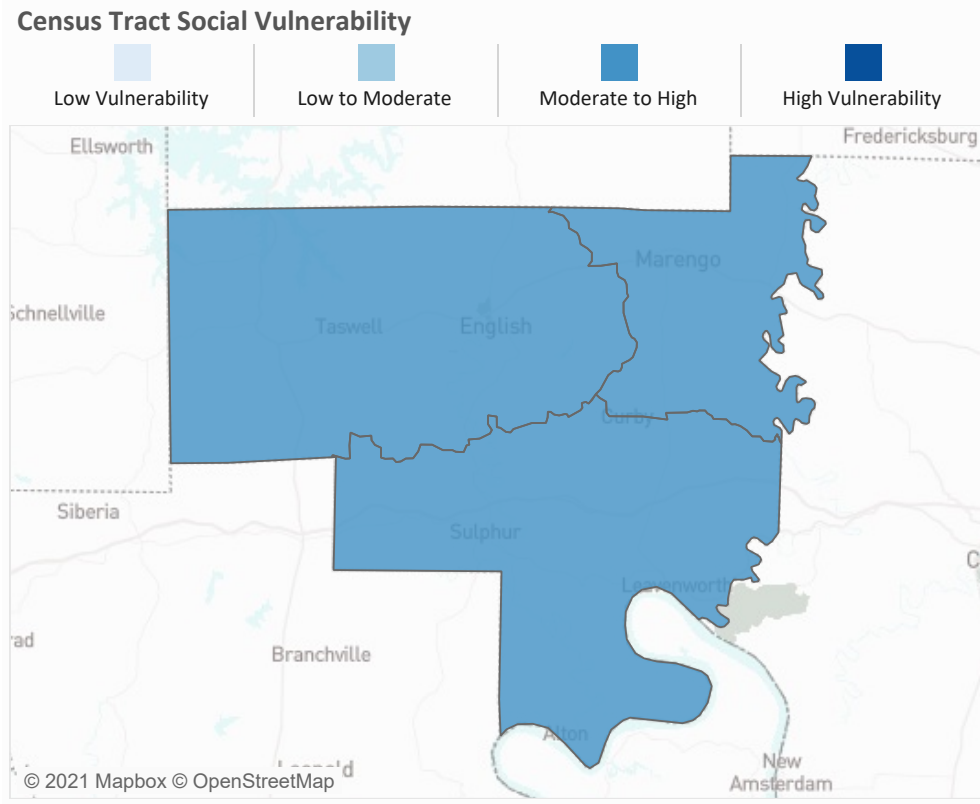 Census Tract Social Vulnerability
Low Vulnerability
Low to Moderate
Moderate to High
High Vulnerability
Ellsworth
Fredericksburg
Marengo
Schnellville
Taswell
English
Curby
Siberia
Sulphur
Leavenworth
Branchville
Alton
New
Amsterdam
© 2021 Mapbox © OpenStreetMap